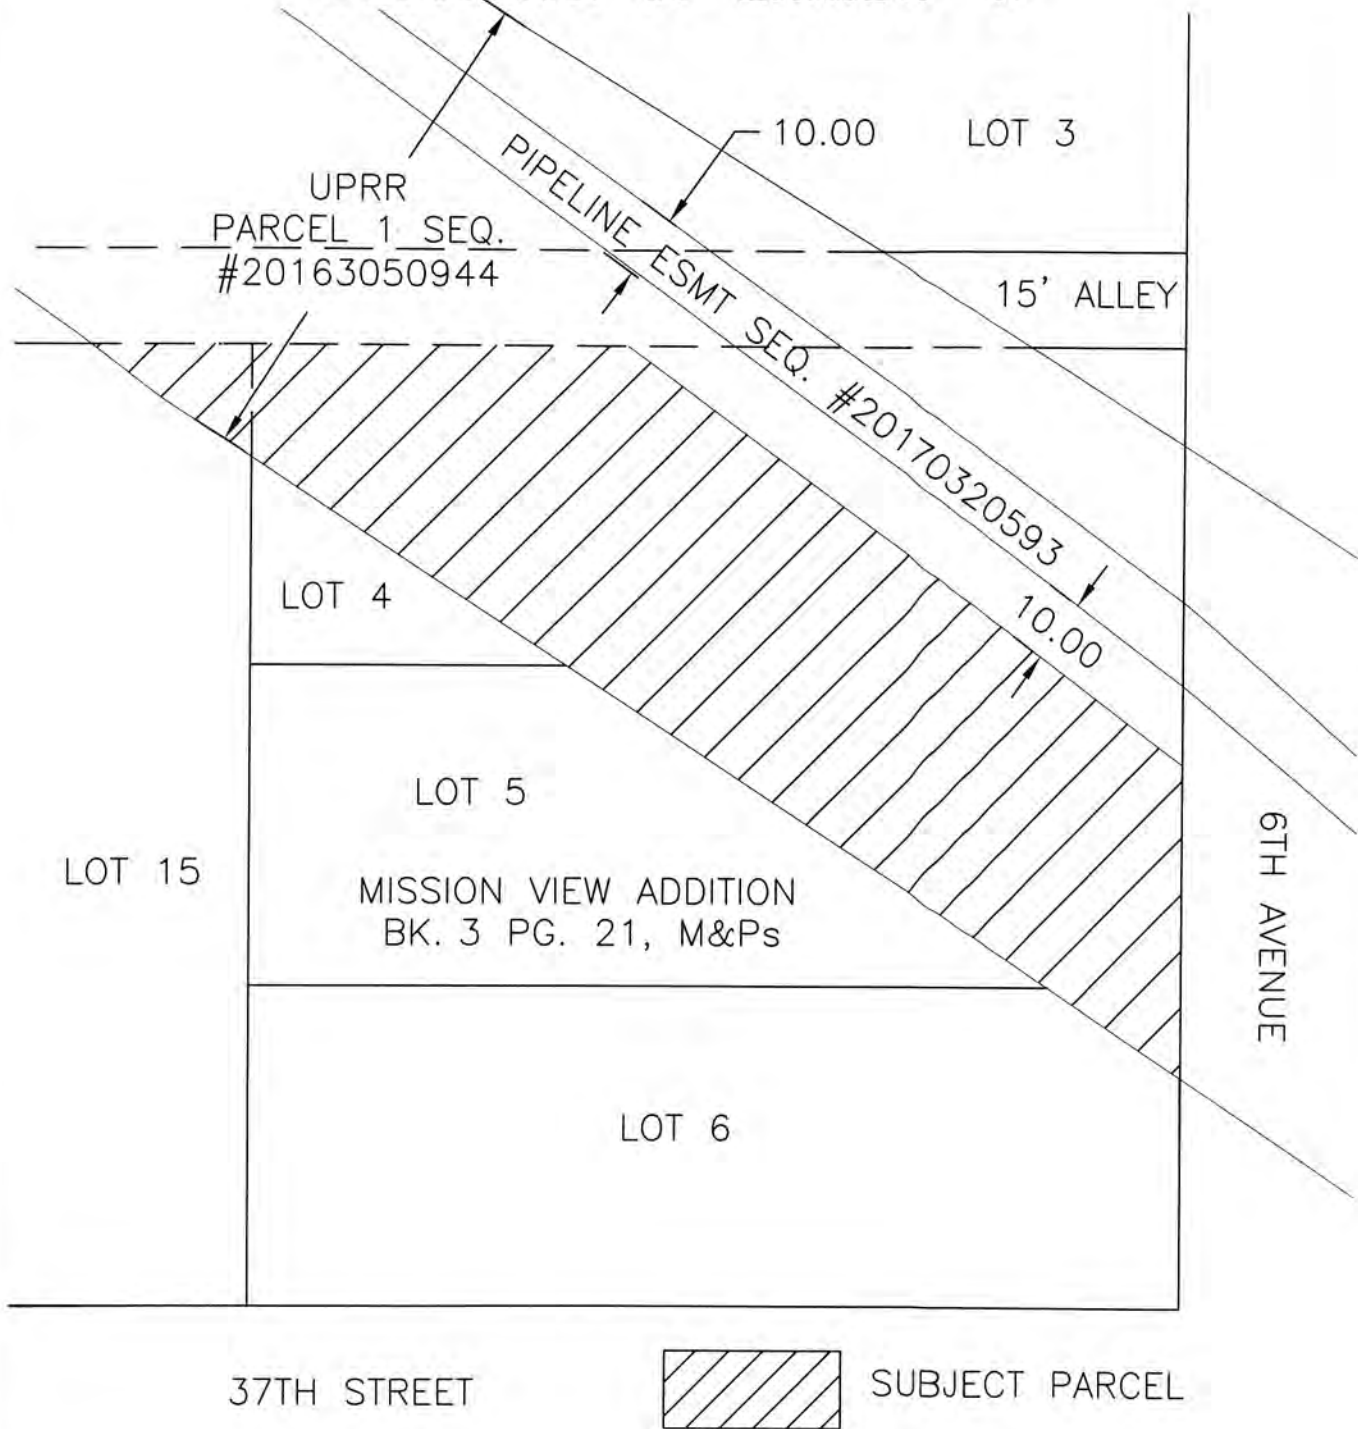 10.00
LOT 3
UPRR
PARCEL 1 SEQ.
#20163050944
PIPELINE ESMT SEQ. #20170320593
15' ALLEY
10.00
LOT 4
LOT 5
LOT 15
MISSION VIEW ADDITION
BK. 3 PG. 21, M&Ps
6TH AVENUE
LOT 6
37TH STREET
SUBJECT PARCEL